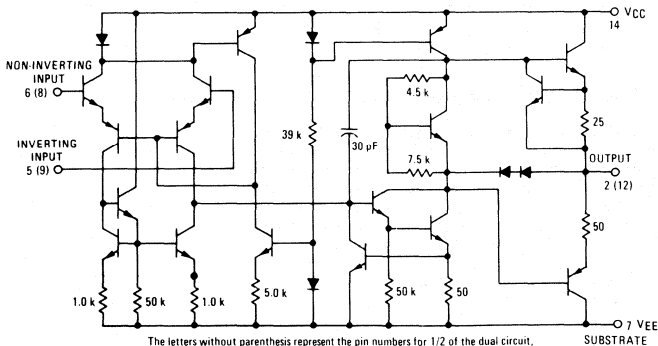 VCC
14
NON-INVERTING
INPUT
6 (8)
INVERTING
INPUT
5 (9)
39 k
4.5 k
30 µF
7.5 k
25
OUTPUT
2 (12)
50
1.0 k
50 k
1.0 k
5.0 k
50 k
50
7 VEE
SUBSTRATE
The letters without parenthesis represent the pin numbers for 1/2 of the dual circuit,